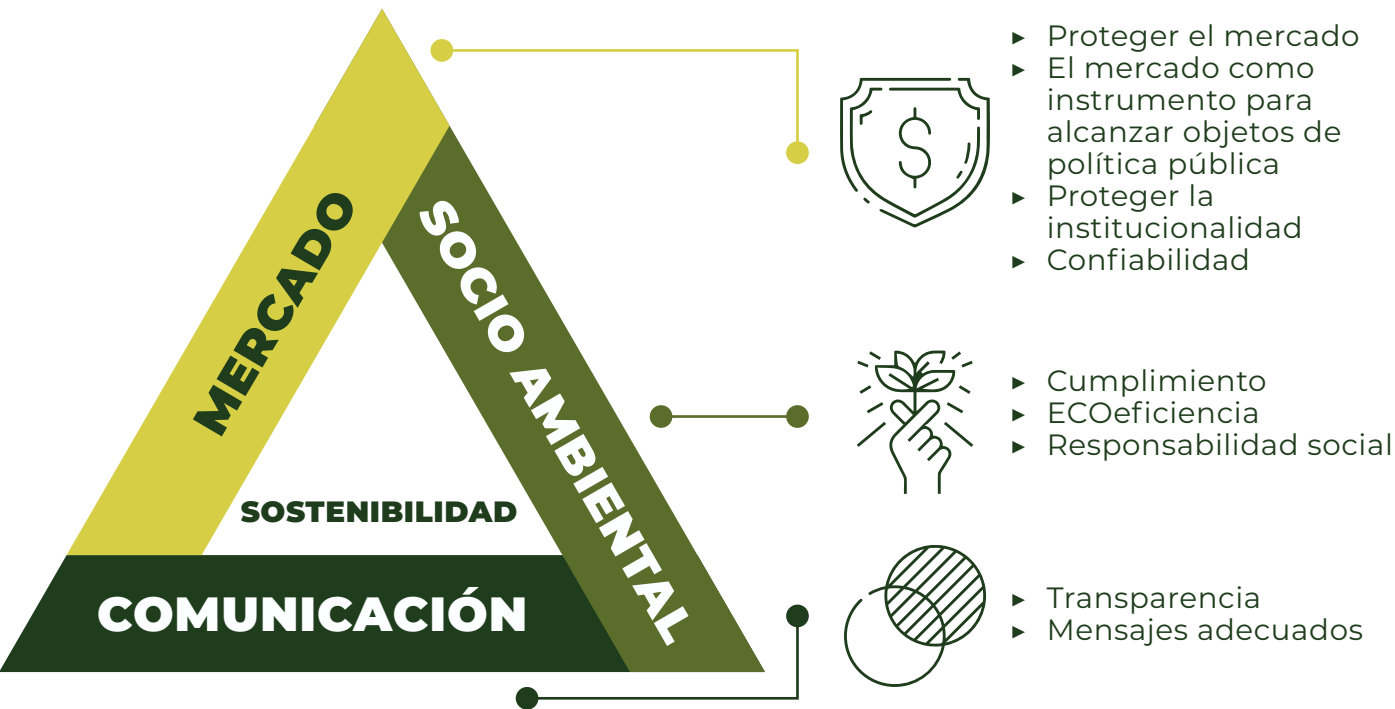 MERCADO
SOCIO AMBIENTAL
SOSTENIBILIDAD
COMUNICACIÓN
$
▸ Proteger el mercado
▸ El mercado como
instrumento para
alcanzar objetos de
política pública
▸ Proteger la
institucionalidad
▸ Confiabilidad
▸ Cumplimiento
▸ ECOeficiencia
▸ Responsabilidad social
▸ Transparencia
▸ Mensajes adecuados